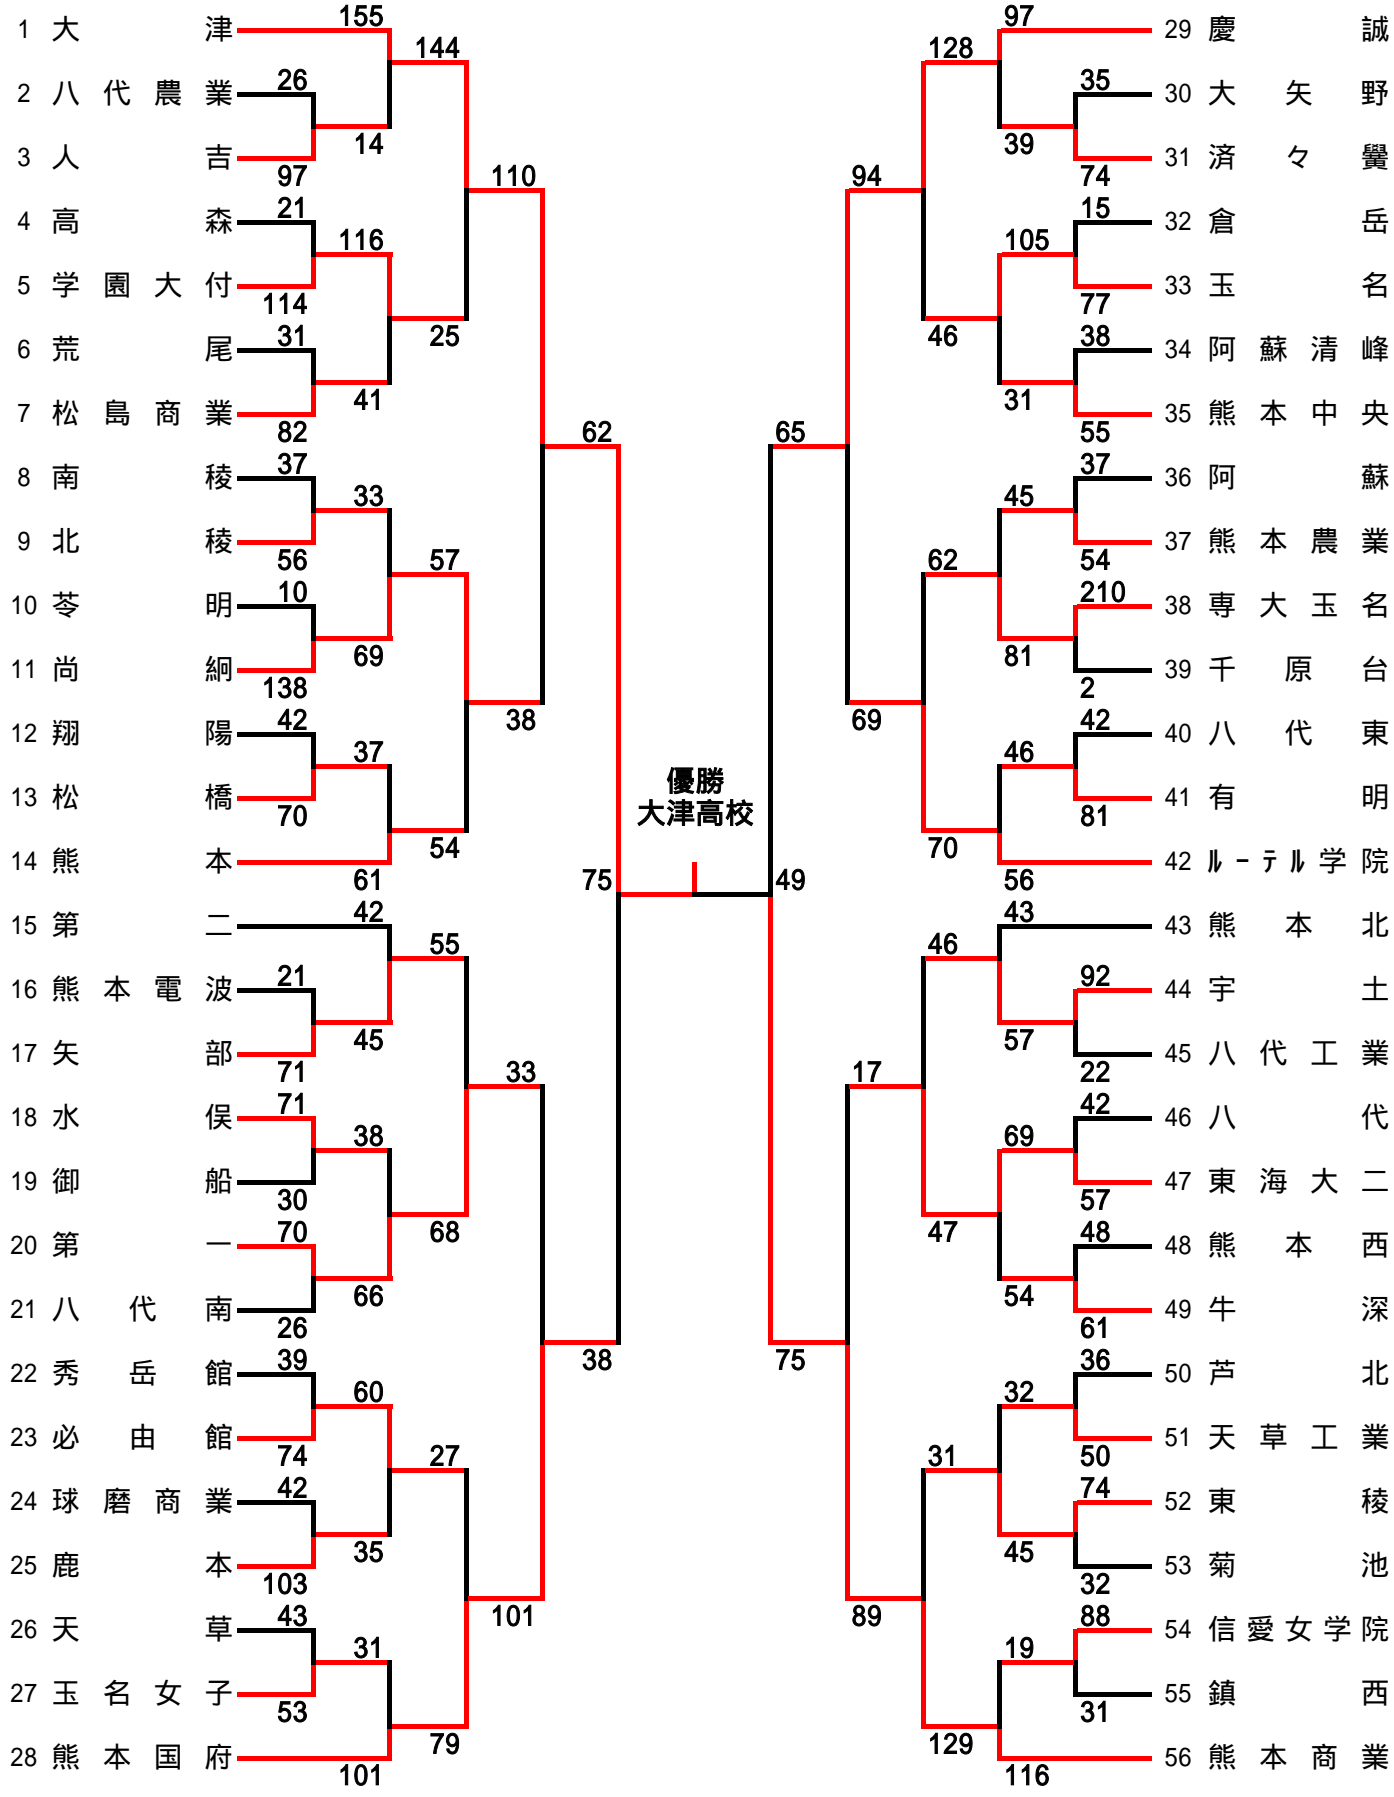 155
97
1 大津
144
128
29 慶誠
26
35
2 八代農業
30 大矢野
14
39
3 人吉
31 済々黌
97
110
94
74
21
15
4 高森
32 倉岳
116
105
5 学園大付
33 玉名
114
77
31
25
46
38
6 荒尾
34 阿蘇清峰
41
31
7 松島商業
35 熊本中央
82
62
65
55
37
37
8 南稜
36 阿蘇
33
45
9 北稜
37 熊本農業
56
57
62
54
10
210
10 苓明
38 専大玉名
69
81
11 尚絅
39 千原台
138
2
42
38
69
42
12 翔陽
40 八代東
37
46
優勝
13 松橋
41 有明
大津高校
70
81
54
70
14 熊本
42 ルーテル学院
61
75
49
56
42
43
15 第二
43 熊本北
55
46
21
92
16 熊本電波
44 宇土
45
57
17 矢部
45 八代工業
71
33
17
22
71
42
18 水俣
46 八代
38
69
19 御船
47 東海大二
30
57
70
68
47
48
20 第一
48 熊本西
66
54
21 八代南
49 牛深
26
61
39
38
75
36
22 秀岳館
50 芦北
60
32
23 必由館
51 天草工業
74
27
31
50
42
74
24 球磨商業
52 東稜
35
45
25 鹿本
53 菊池
103
32
43
101
89
88
26 天草
54 信愛女学院
31
19
27 玉名女子
55 鎮西
53
31
79
129
28 熊本国府
56 熊本商業
101
116